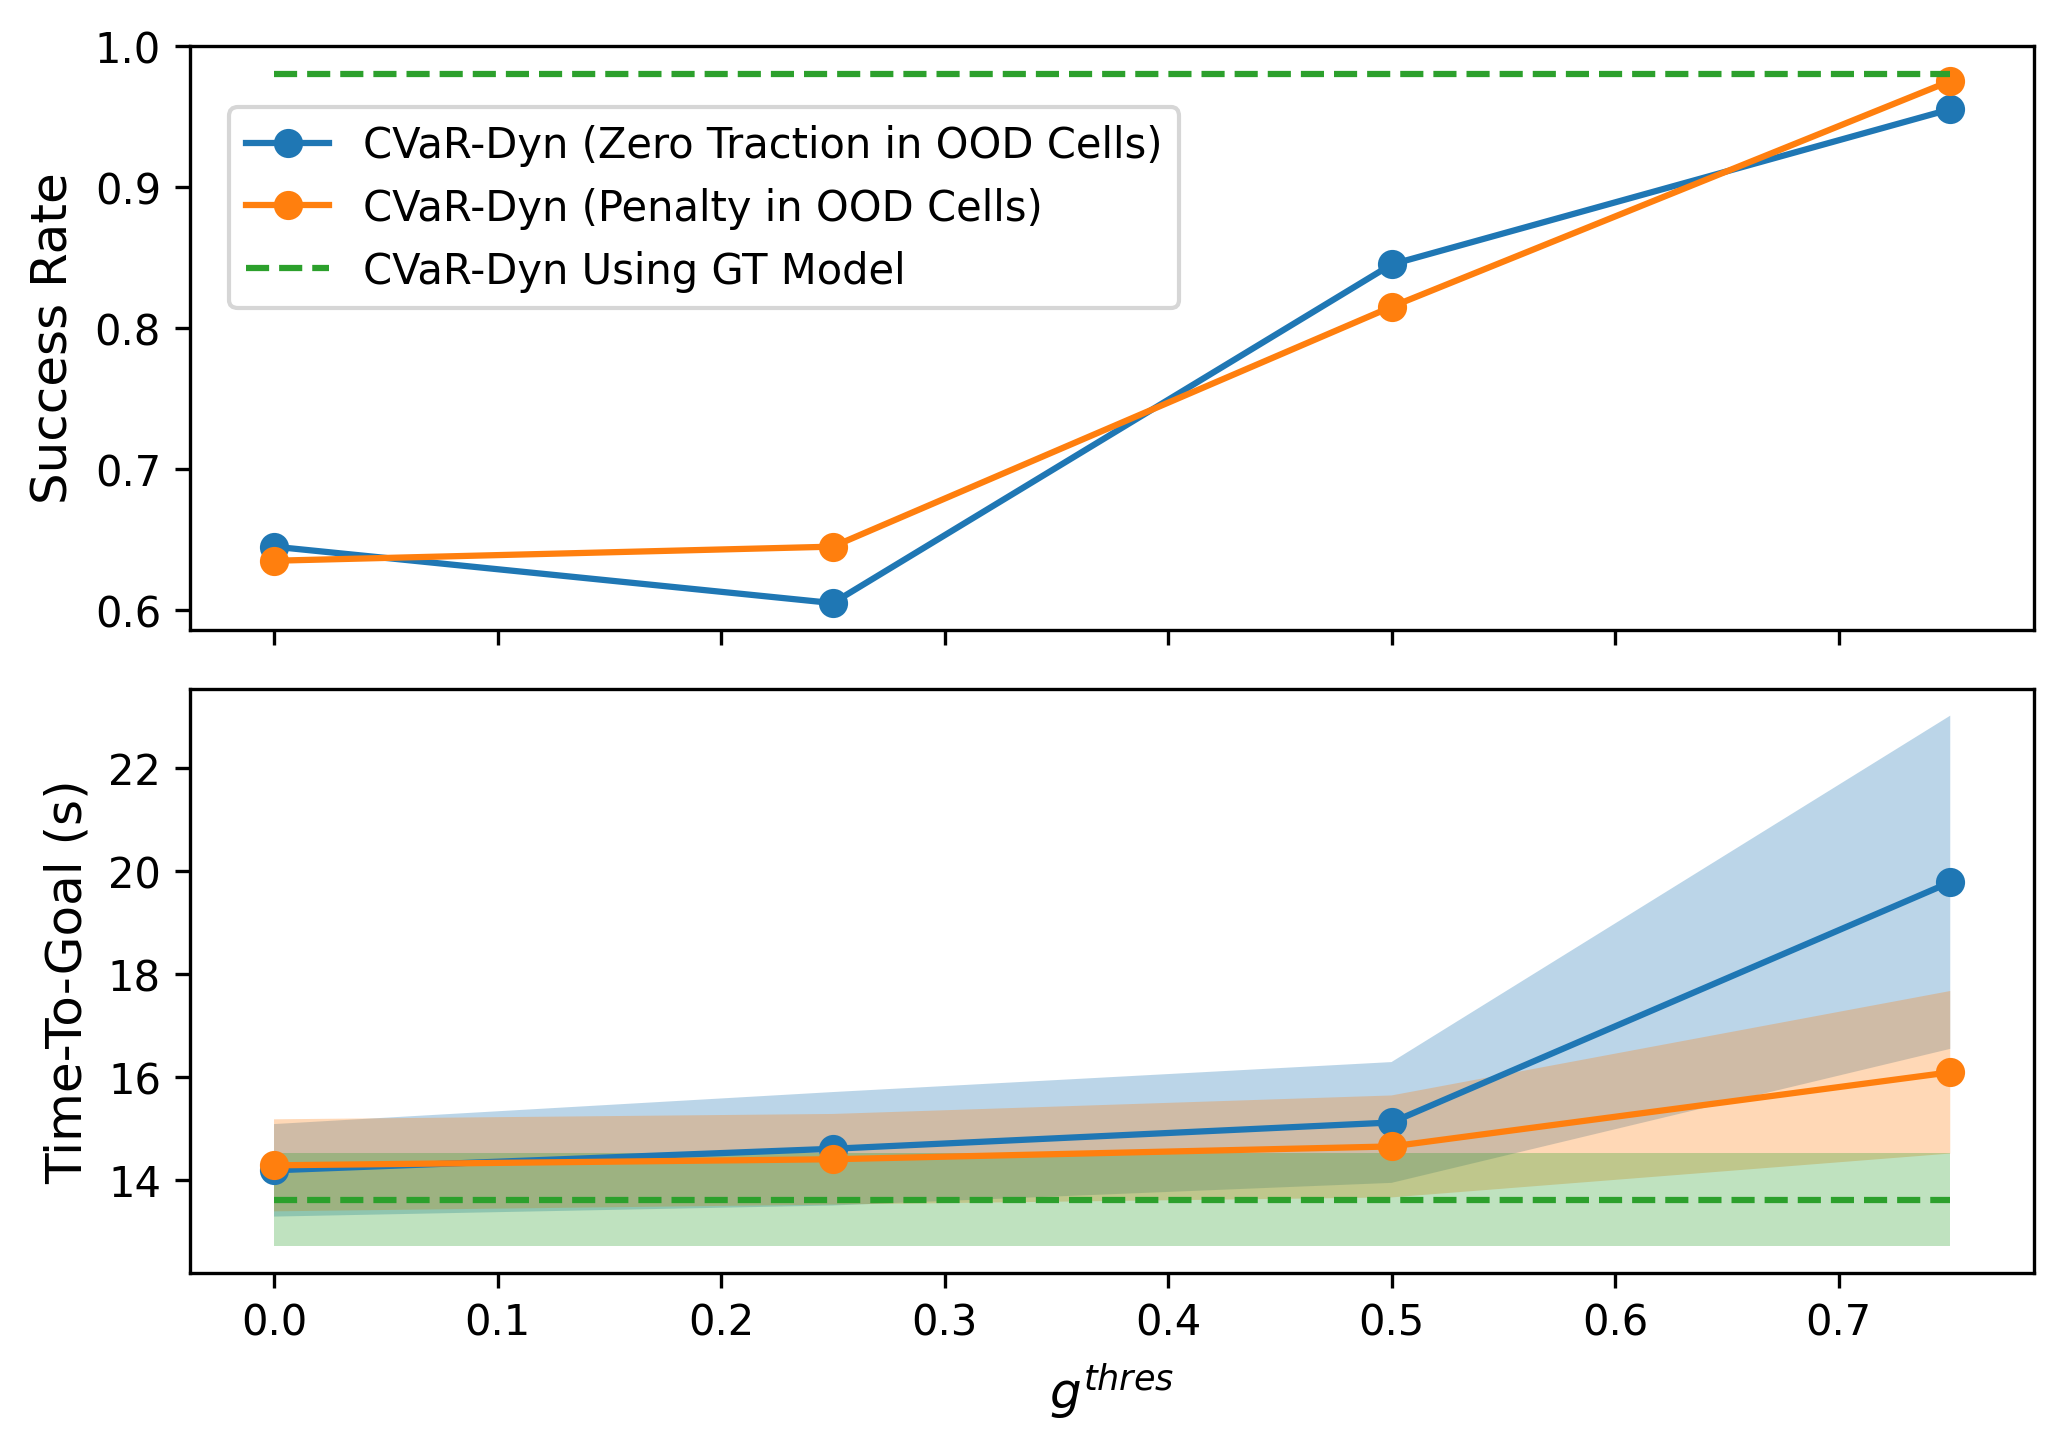 1.0
0.9
0.8
0.7
0.6
Success Rate
CVaR-Dyn (Zero Traction in OOD Cells)
CVaR-Dyn (Penalty in OOD Cells)
CVaR-Dyn Using GT Model
22
20
18
16
14
Time-To-Goal (s)
0.0 0.1 0.2 0.3 0.4 0.5 0.6 0.7
g^thres